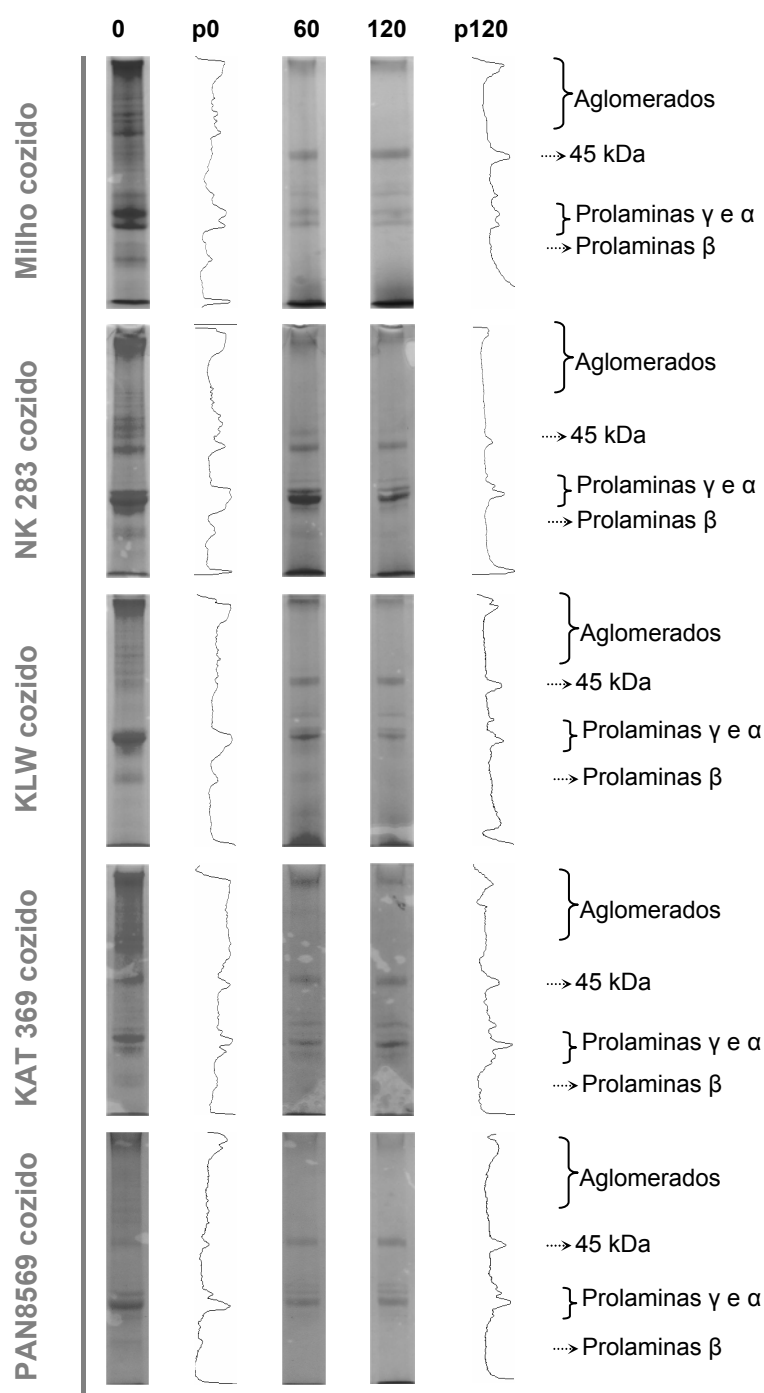 0 p0 60 120 p120
Milho cozido
Aglomerados
45 kDa
Prolaminas γ e α
Prolaminas β
NK 283 cozido
Aglomerados
45 kDa
Prolaminas γ e α
Prolaminas β
KLW cozido
Aglomerados
45 kDa
Prolaminas γ e α
Prolaminas β
KAT 369 cozido
Aglomerados
45 kDa
Prolaminas γ e α
Prolaminas β
PAN8569 cozido
Aglomerados
45 kDa
Prolaminas γ e α
Prolaminas β